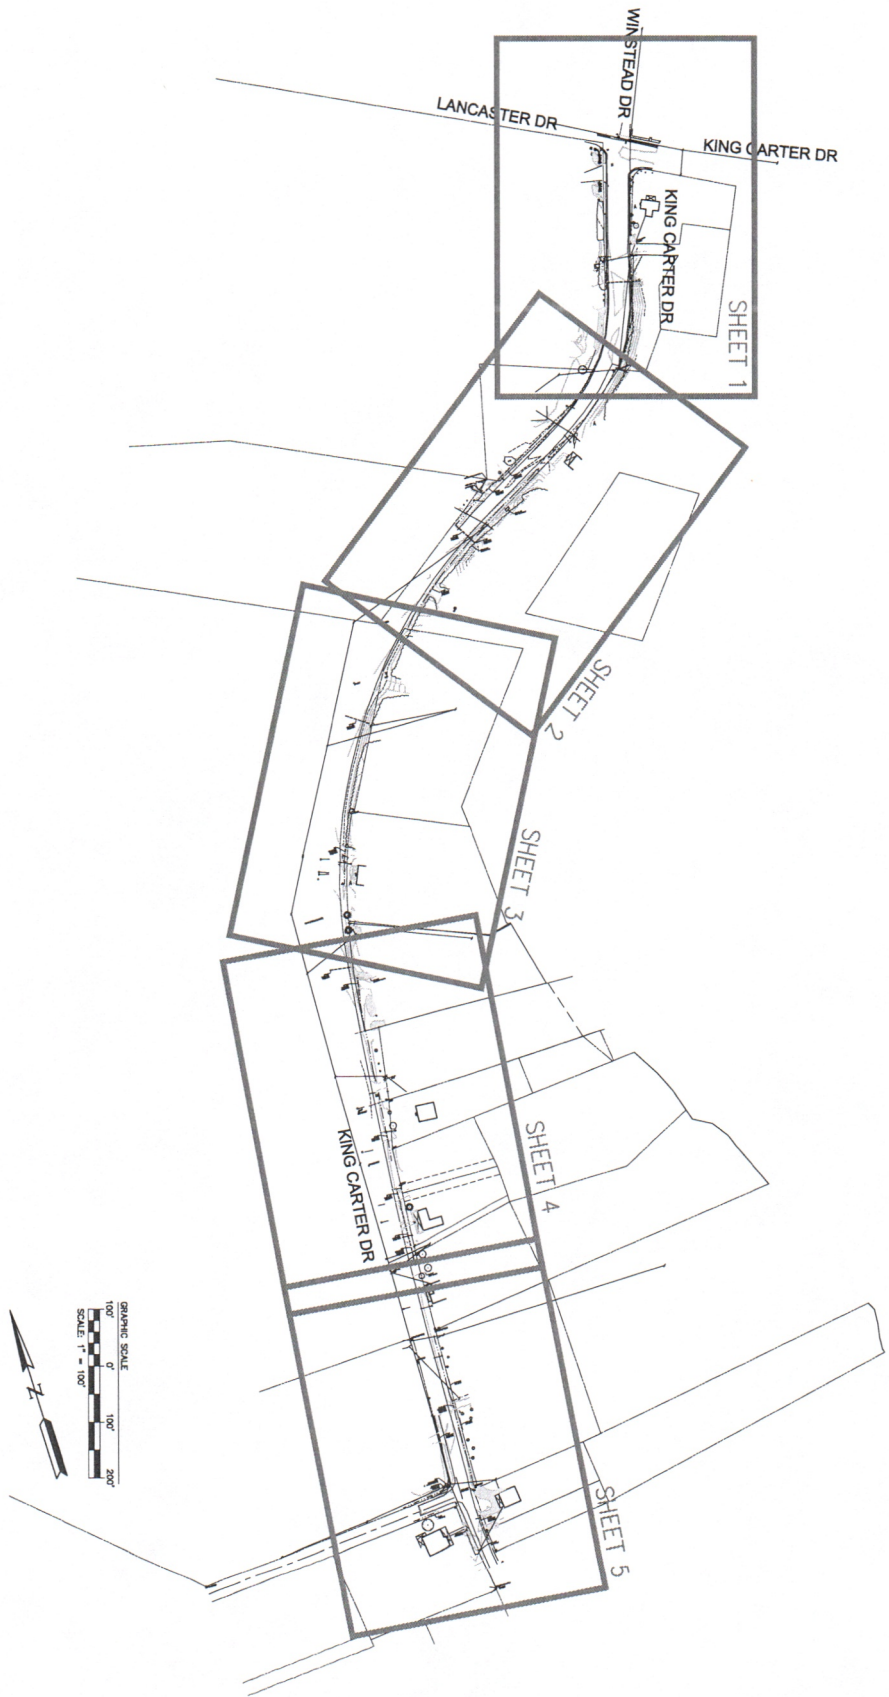 WINSTEAD DR
LANCASTER DR
KING CARTER DR
KING CARTER DR
SHEET 1
SHEET 2
SHEET 3
SHEET 4
KING CARTER DR
SHEET 5
GRAPHIC SCALE
100' 0' 100' 200'
SCALE: 1" = 100'
N